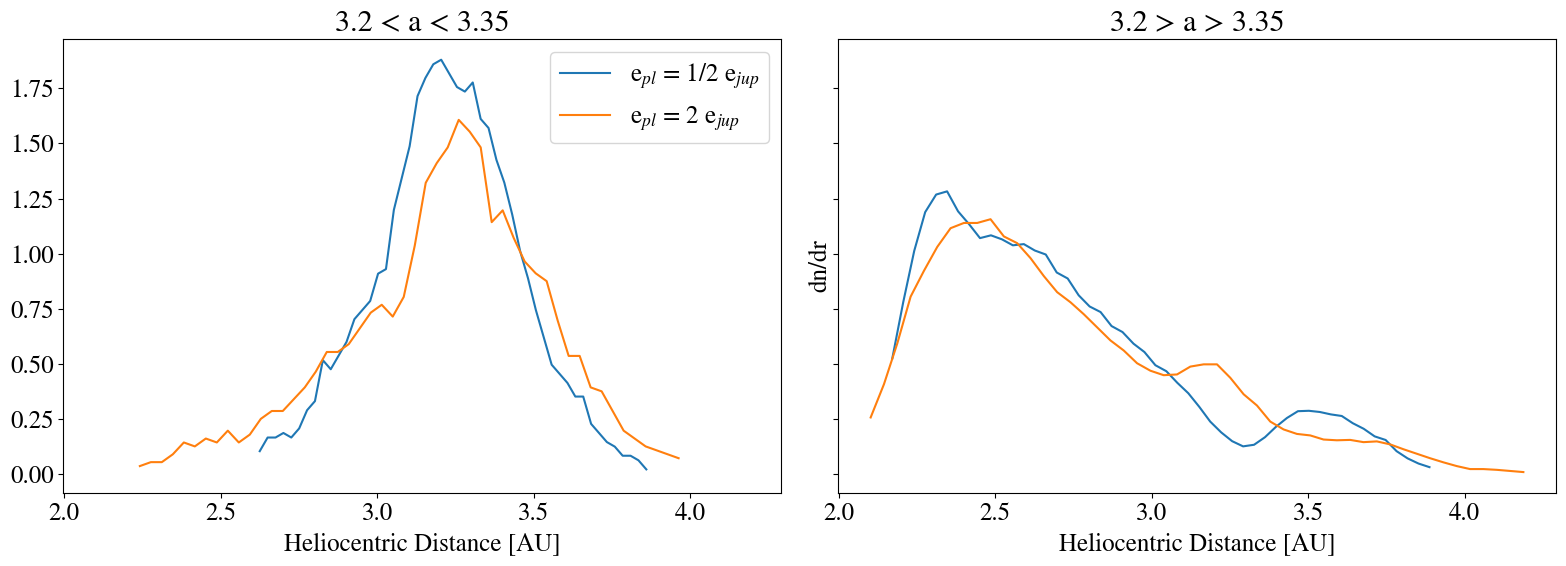 3.2 < a < 3.35
1.75
1.50
1.25
1.00
0.75
0.50
0.25
0.00
e_pl = 1/2 e_jup
e_pl = 2 e_jup
2.0 2.5 3.0 3.5 4.0
Heliocentric Distance [AU]
3.2 > a > 3.35
dn/dr
2.0 2.5 3.0 3.5 4.0
Heliocentric Distance [AU]